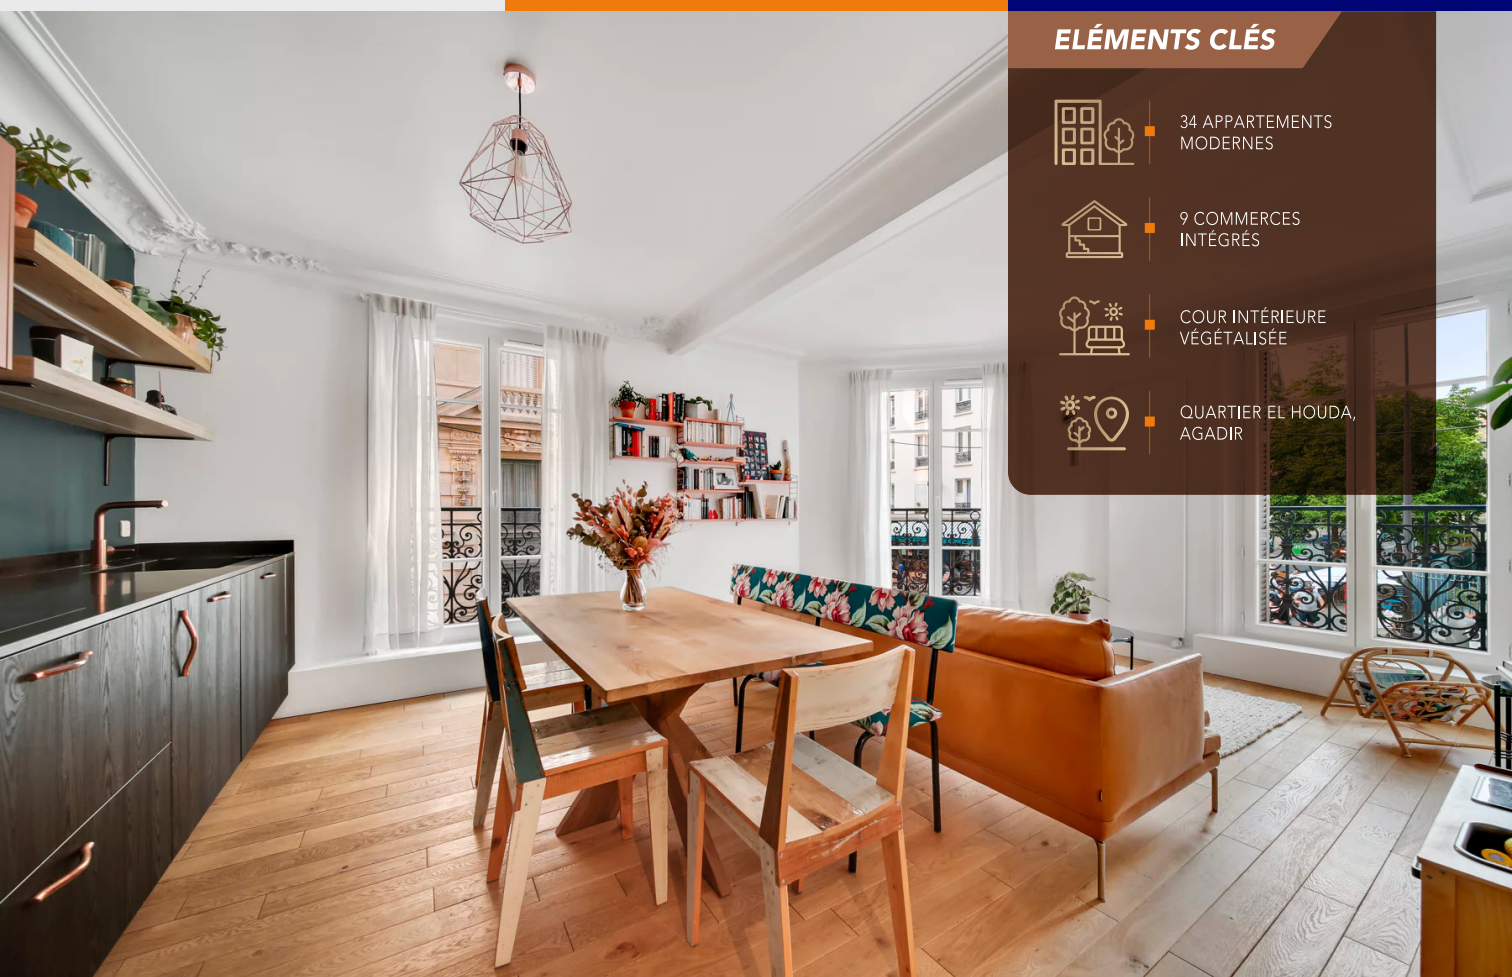 ELÉMENTS CLÉS
34 APPARTEMENTS
MODERNES
9 COMMERCES
INTÉGRÉS
COUR INTÉRIEURE
VÉGÉTALISÉE
QUARTIER EL HOUDA,
AGADIR